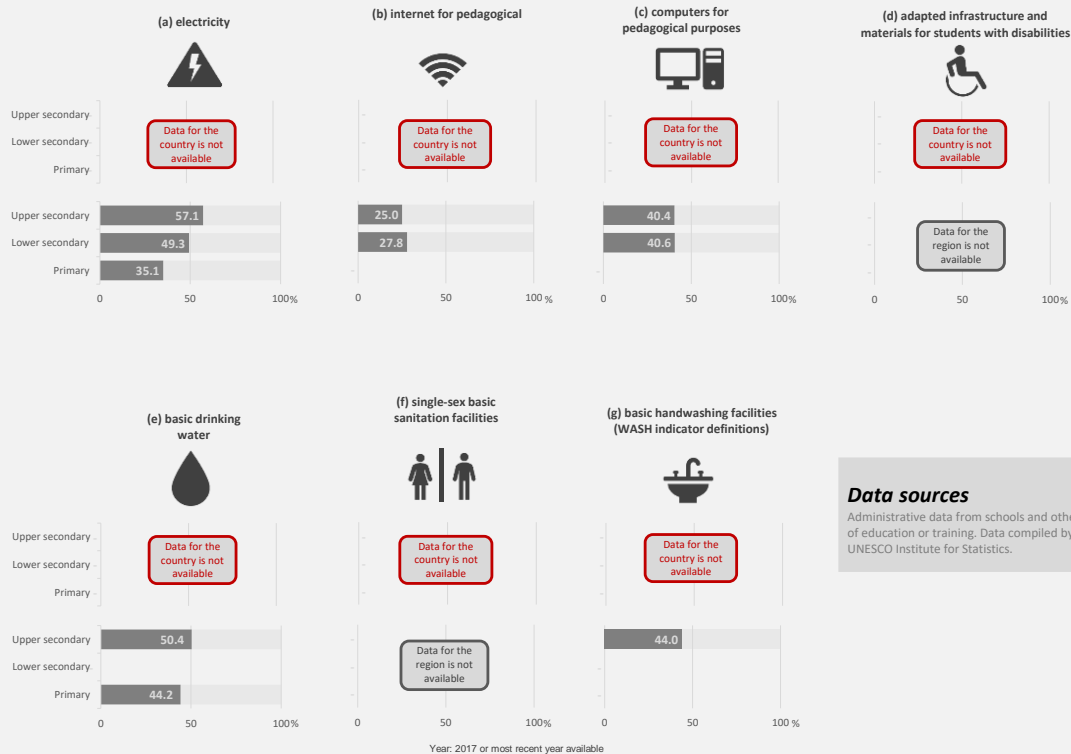 (a) electricity
(b) internet for pedagogical
(c) computers for
pedagogical purposes
(d) adapted infrastructure and
materials for students with disabilities
Upper secondary
Lower secondary
Primary
Data for the
country is not
available
Data for the
country is not
available
Data for the
country is not
available
Data for the
country is not
available
Upper secondary
Lower secondary
Primary
57.1
49.3
35.1
0 50 100%
25.0
27.8
0 50 100 %
40.4
40.6
0 50 100 %
Data for the
region is not
available
0 50 100 %
(e) basic drinking
water
(f) single-sex basic
sanitation facilities
(g) basic handwashing facilities
(WASH indicator definitions)
Upper secondary
Lower secondary
Primary
Data for the
country is not
available
Data for the
country is not
available
Data for the
country is not
available
Upper secondary
Lower secondary
Primary
50.4
44.2
0 50 100%
Data for the
region is not
available
0 50 100 %
44.0
0 50 100 %
Data sources
Administrative data from schools and othe
of education or training. Data compiled by
UNESCO Institute for Statistics.
Year: 2017 or most recent year available